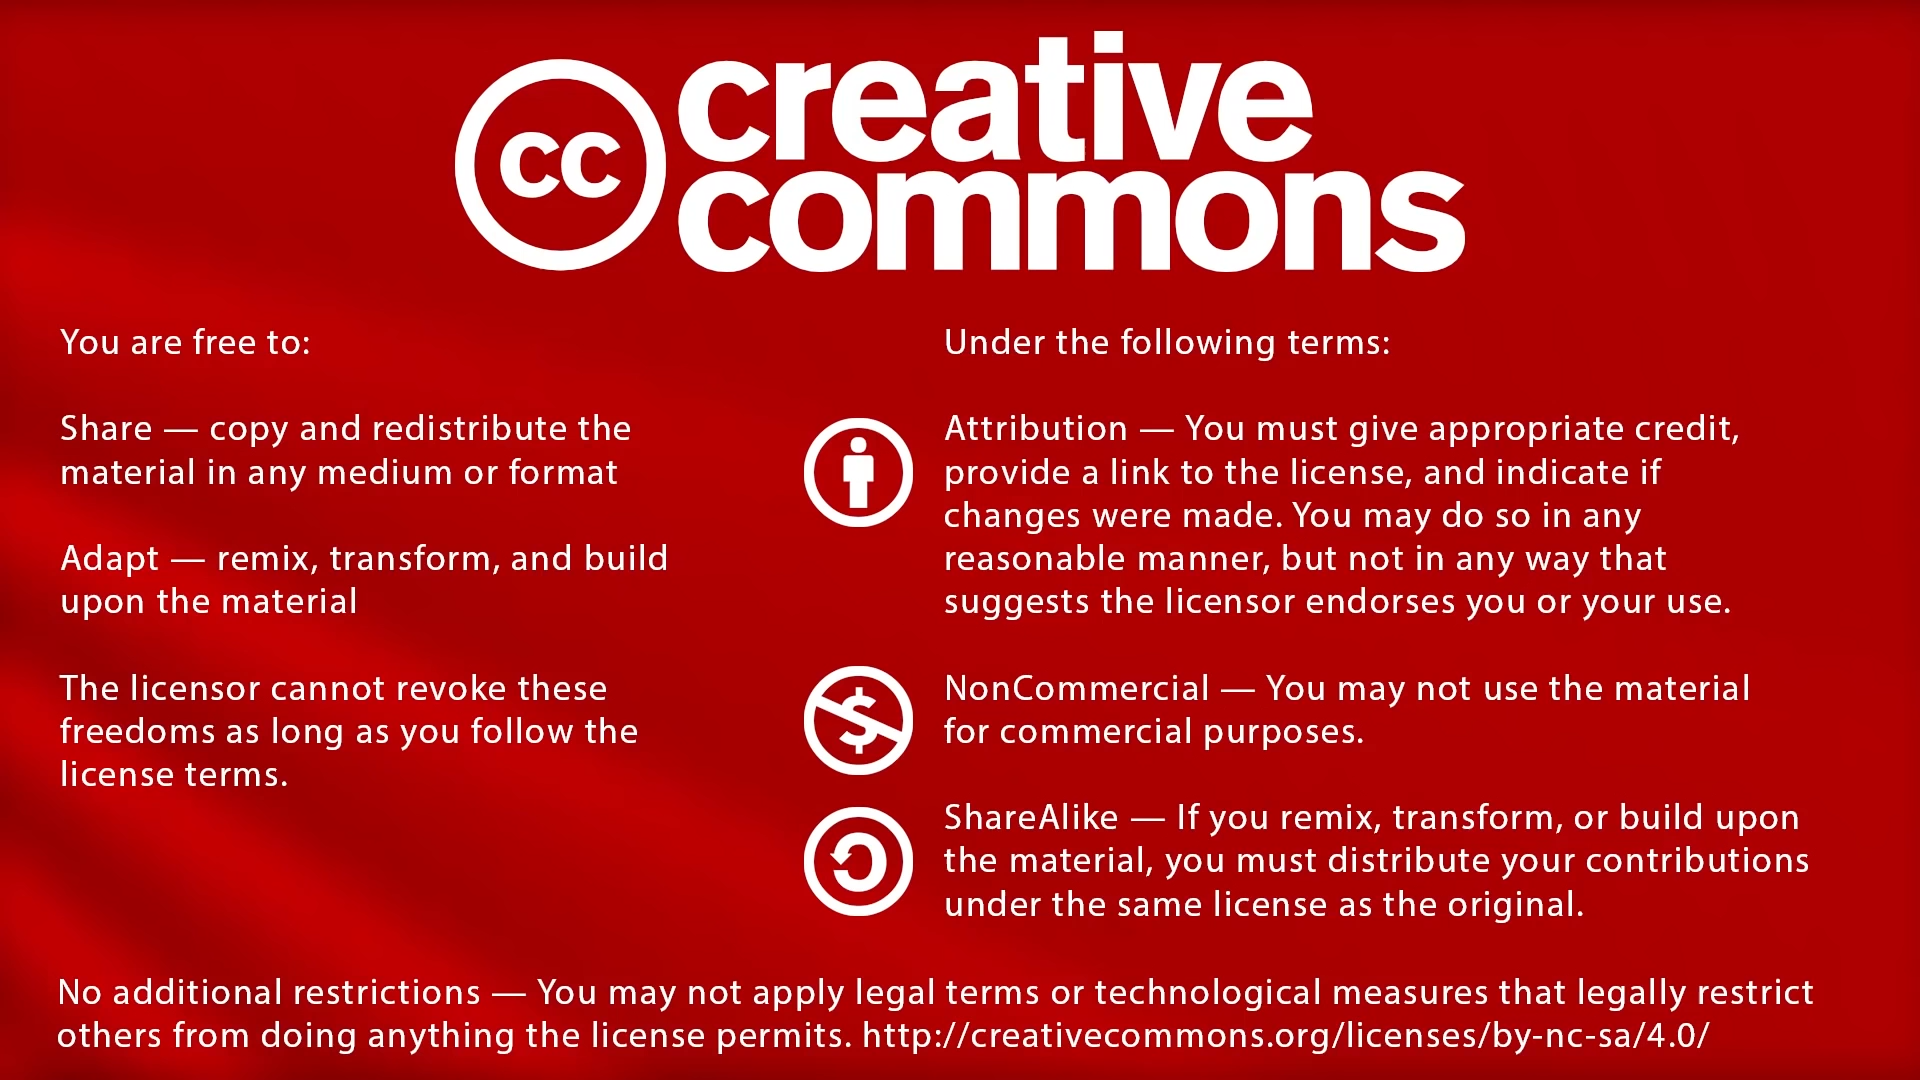 cc creative
commons
You are free to:
Share — copy and redistribute the
material in any medium or format
Adapt — remix, transform, and build
upon the material
The licensor cannot revoke these
freedoms as long as you follow the
license terms.
Under the following terms:
Attribution — You must give appropriate credit,
provide a link to the license, and indicate if
changes were made. You may do so in any
reasonable manner, but not in any way that
suggests the licensor endorses you or your use.
$ NonCommercial — You may not use the material
for commercial purposes.
ShareAlike — If you remix, transform, or build upon
the material, you must distribute your contributions
under the same license as the original.
No additional restrictions — You may not apply legal terms or technological measures that legally restrict
others from doing anything the license permits. http://creativecommons.org/licenses/by-nc-sa/4.0/